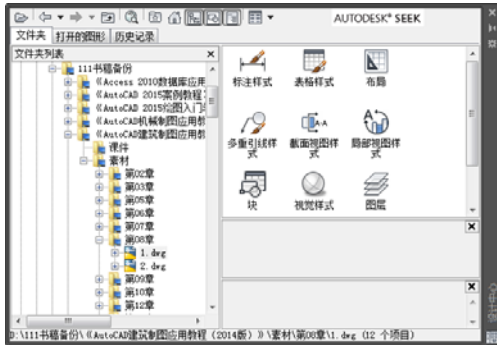 AUTODESK® SEEK
文件夹 打开的图形 历史记录
文件夹列表
111书稿备份
《Access 2010数据库应用
《AutoCAD 2015案例教程
《AutoCAD 2015绘图入门
《AutoCAD机械制图应用教
《AutoCAD建筑制图应用教
课件
素材
第02章
第03章
第05章
第06章
第07章
第08章
1.dwg
2.dwg
第09章
第10章
第12章
标注样式 表格样式 布局
多重引线样式 截面视图样式 局部视图样式
块 视觉样式 图层
D:\111书稿备份\《AutoCAD建筑制图应用教程（2014版）》\素材\第08章\1.dwg (12 个项目)